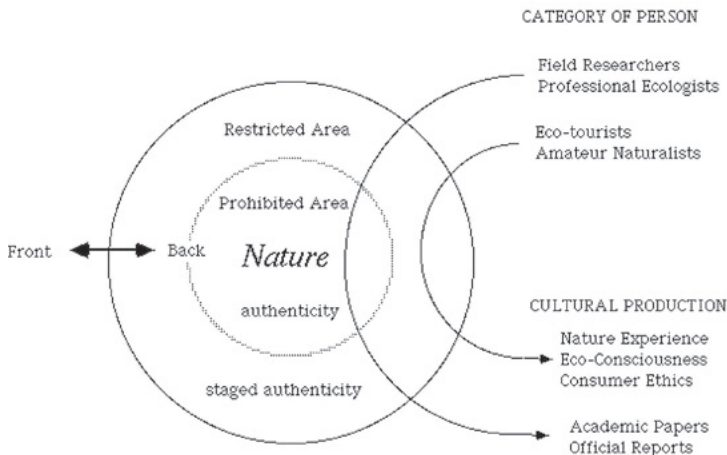 CATEGORY OF PERSON
Field Researchers
Professional Ecologists
Eco-tourists
Amateur Naturalists
Restricted Area
Prohibited Area
Front
Back
Nature
authenticity
staged authenticity
CULTURAL PRODUCTION
Nature Experience
Eco-Consciousness
Consumer Ethics
Academic Papers
Official Reports